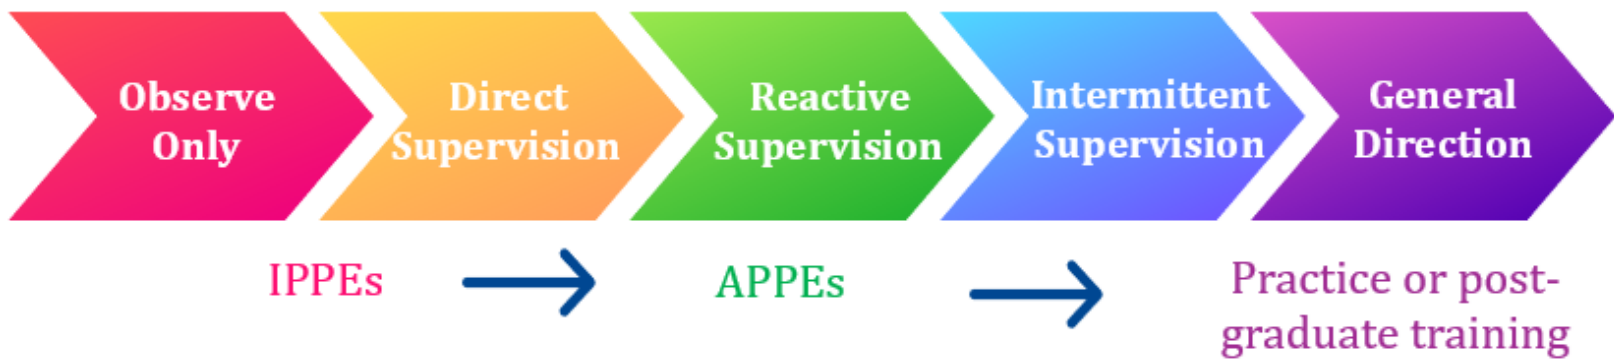 Observe
Only
Direct
Supervision
Reactive
Supervision
Intermittent
Supervision
General
Direction
IPPEs
APPEs
Practice or post-
graduate training